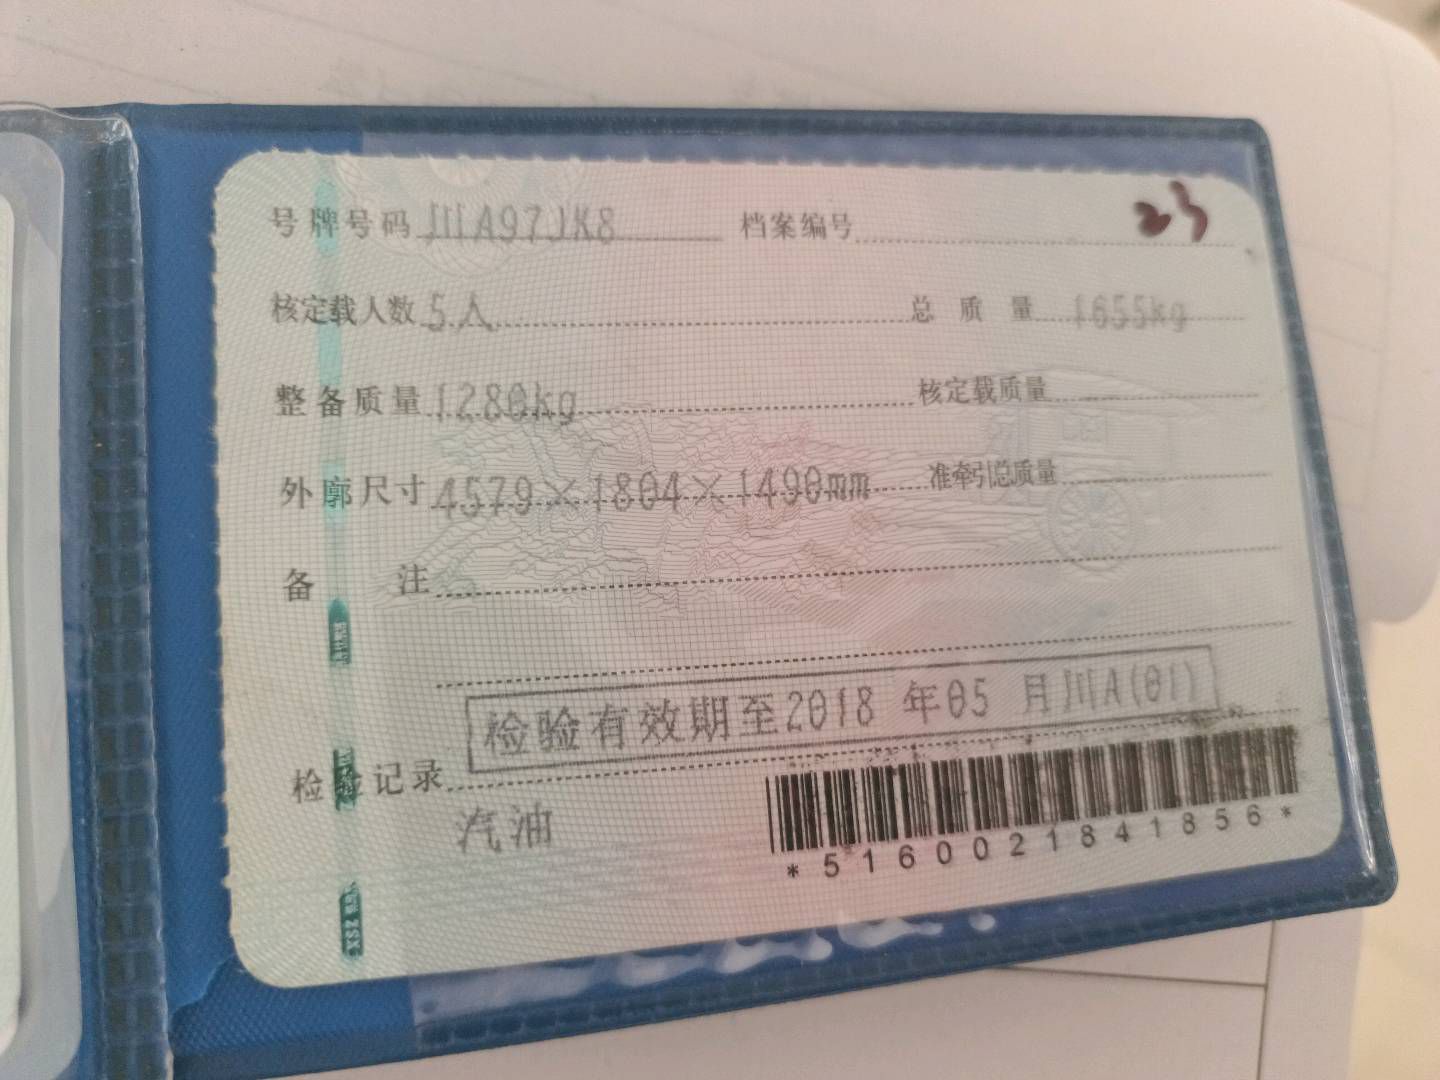 号牌号码 川A97JK8 档案编号 23
核定载人数 5人 总质量 1655kg
整备质量 1280kg 核定载质量
外廓尺寸 4579×1804×1490mm 准牵引总质量
备注
检验有效期至2018年05月川A(01)
检验记录
汽油
*5160021841856*